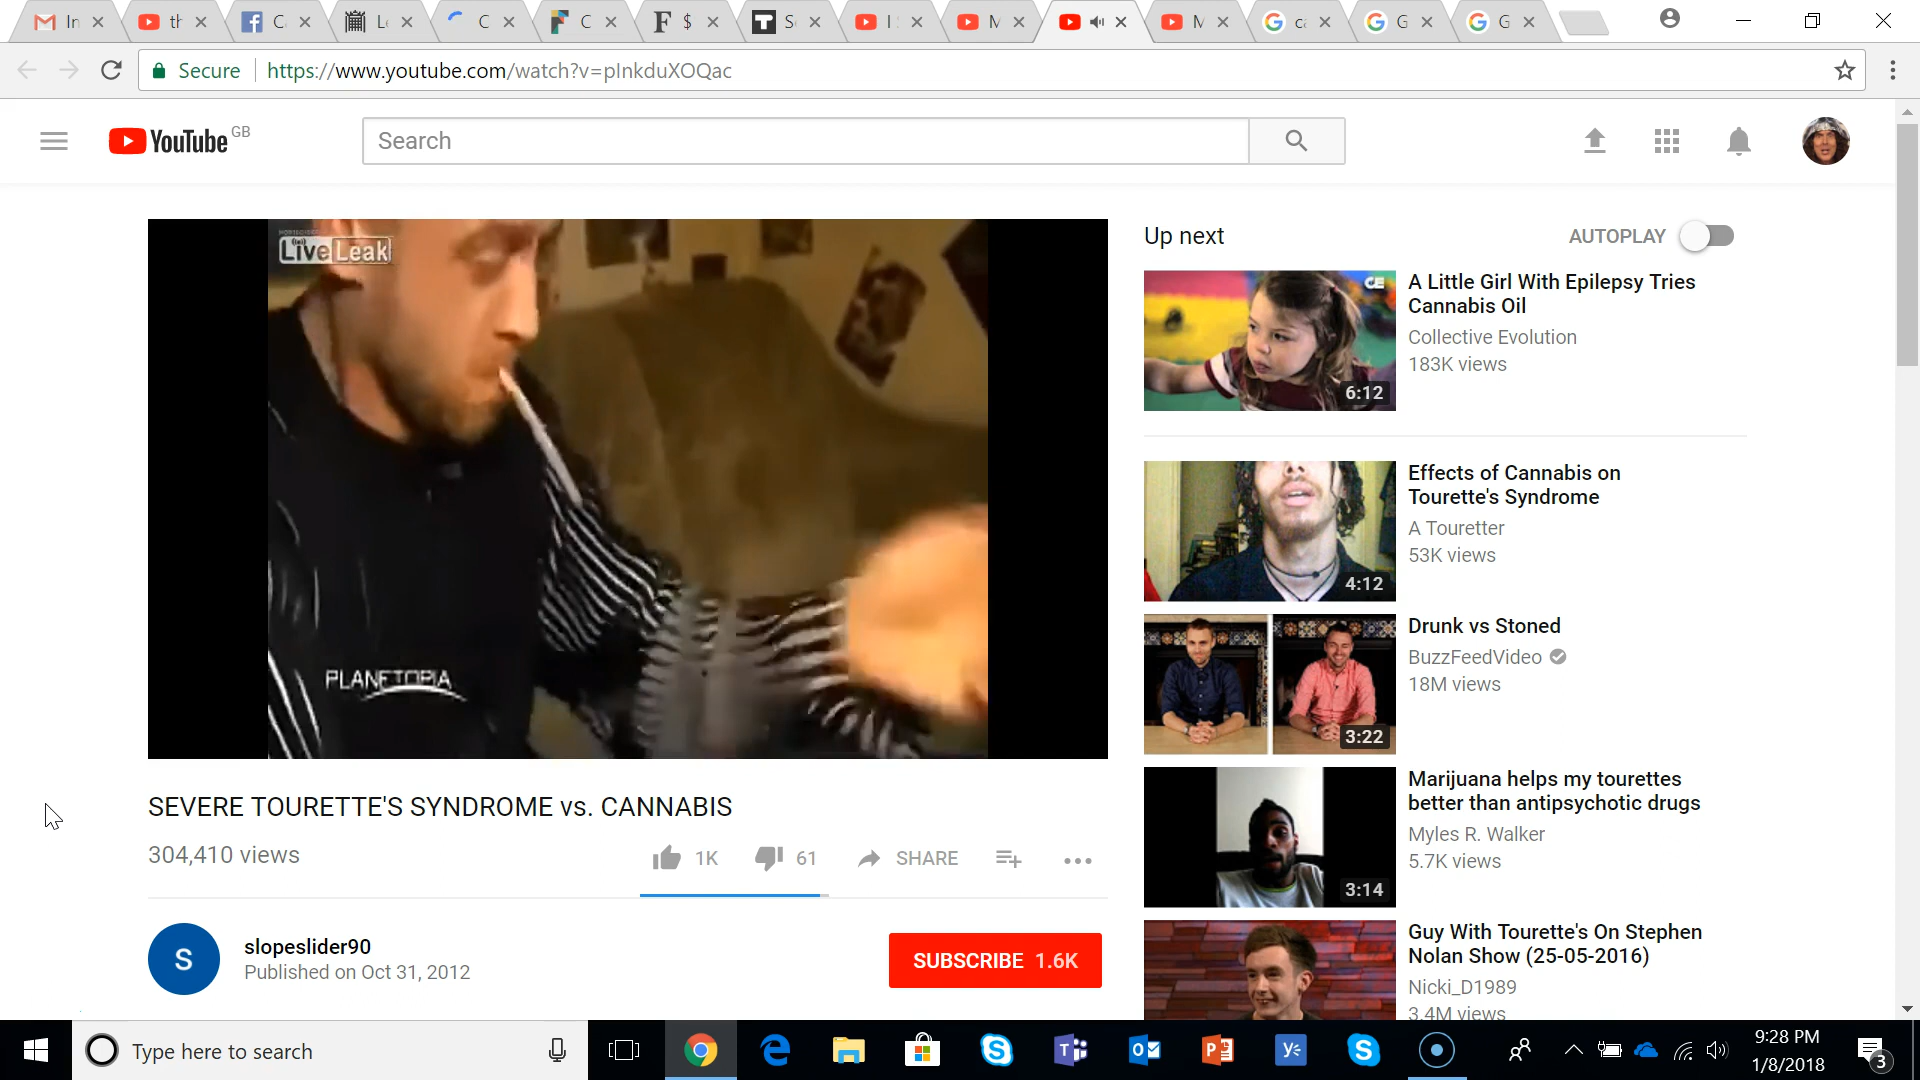 In
th
C
Le
C
C
$
S
I
M
M
ca
G
G
Secure
https://www.youtube.com/watch?v=pInkduXOQac
YouTube GB
Search
LiveLeak
PLANETOPIA
SEVERE TOURETTE'S SYNDROME vs. CANNABIS
304,410 views
1K
61
SHARE
S
slopeslider90
Published on Oct 31, 2012
SUBSCRIBE 1.6K
Up next
AUTOPLAY
CE
6:12
A Little Girl With Epilepsy Tries
Cannabis Oil
Collective Evolution
183K views
4:12
Effects of Cannabis on
Tourette's Syndrome
A Touretter
53K views
3:22
Drunk vs Stoned
BuzzFeedVideo
18M views
3:14
Marijuana helps my tourettes
better than antipsychotic drugs
Myles R. Walker
5.7K views
Guy With Tourette's On Stephen
Nolan Show (25-05-2016)
Nicki_D1989
3.4M views
Type here to search
9:28 PM
1/8/2018
3